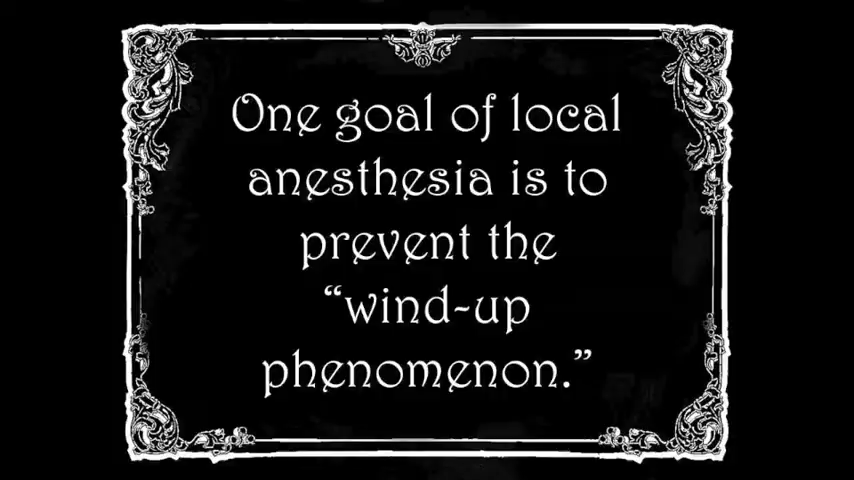 One goal of local
anesthesia is to
prevent the
“wind-up
phenomenon.”